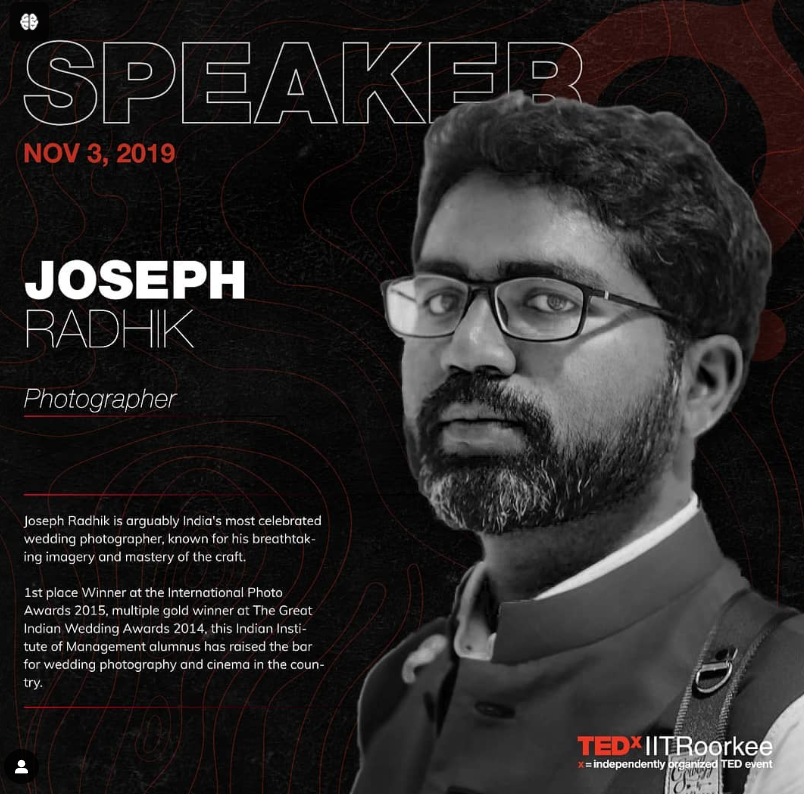 SPEAKER
NOV 3, 2019
JOSEPH
RADHIK
Photographer
Joseph Radhik is arguably India's most celebrated
wedding photographer, known for his breathtak-
ing imagery and mastery of the craft.
1st place Winner at the International Photo
Awards 2015, multiple gold winner at The Great
Indian Wedding Awards 2014, this Indian Insti-
tute of Management alumnus has raised the bar
for wedding photography and cinema in the coun-
try.
TEDxIITRoorkee
x = independently organized TED event